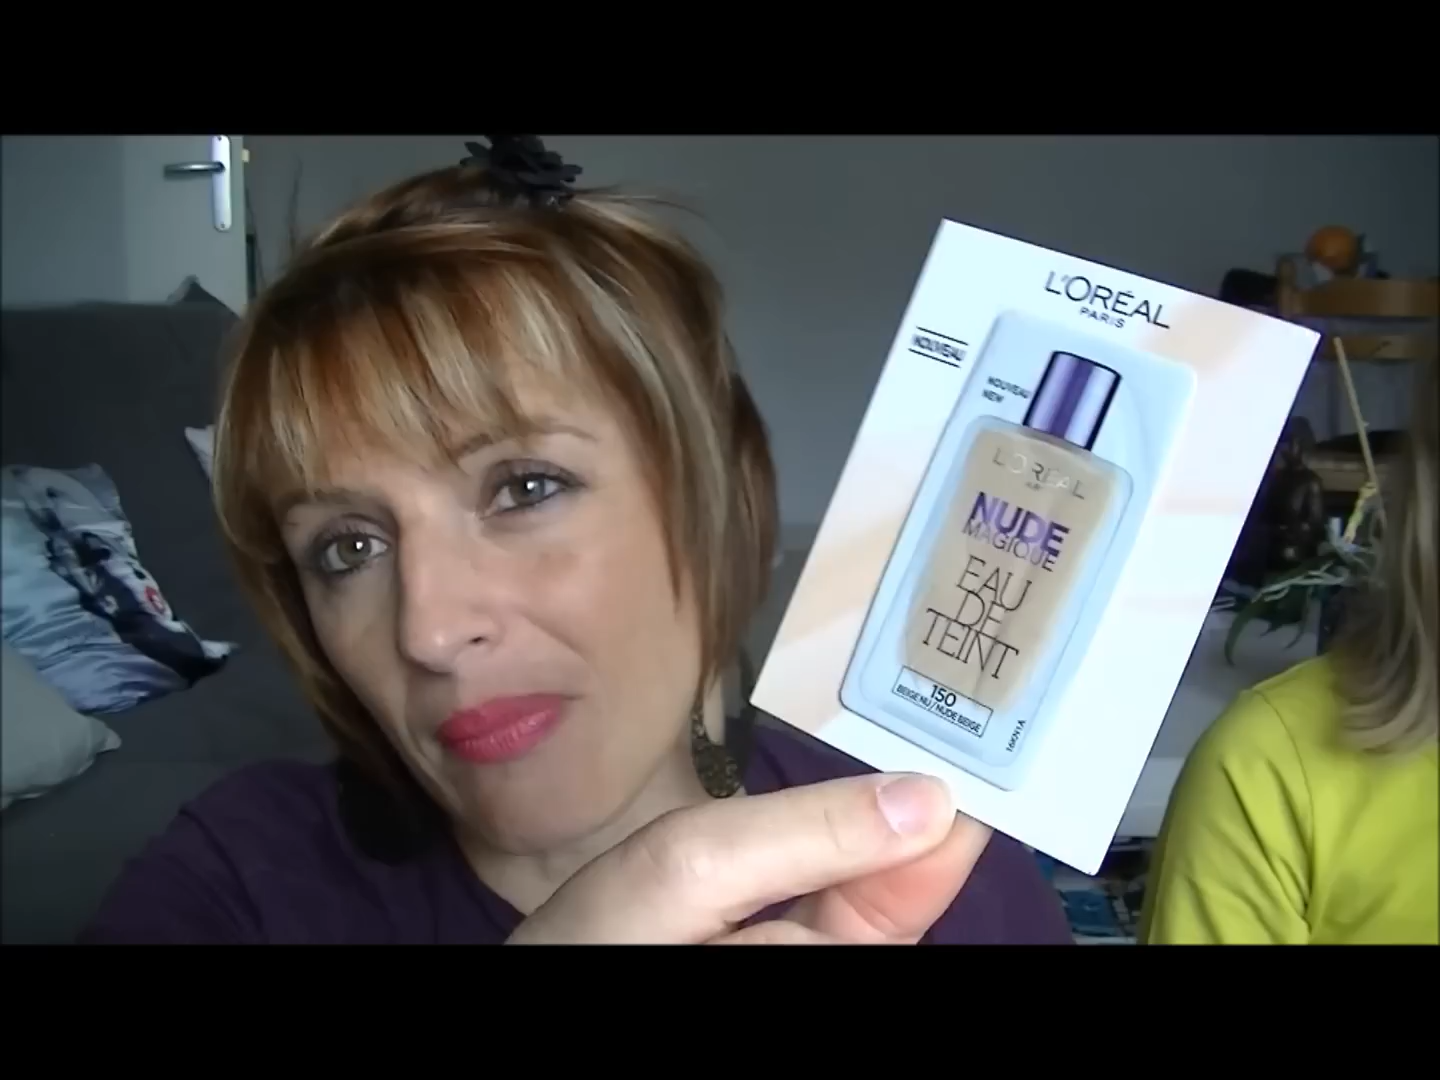 L'ORÉAL
PARIS
NOUVEAU
NOUVEAU
NEW
L'ORÉAL
NUDE
MAGIQUE
EAU
DE
TEINT
150
BEIGE NU / NUDE BEIGE